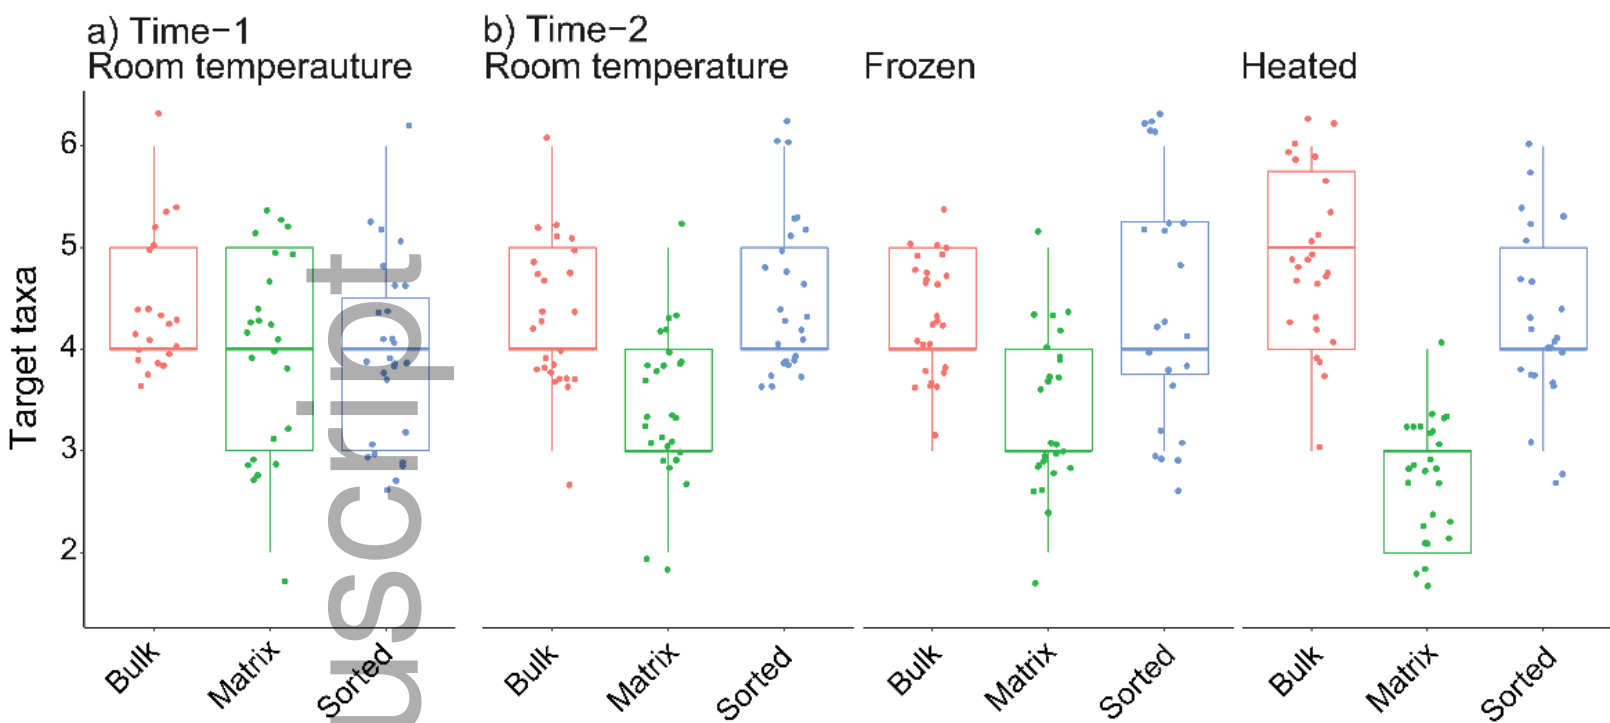 a) Time−1
Room temperauture
b) Time−2
Room temperature
Frozen
Heated
Target taxa
6
5
4
3
2
Bulk
Matrix
Sorted
Bulk
Matrix
Sorted
Bulk
Matrix
Sorted
Bulk
Matrix
Sorted
uscript